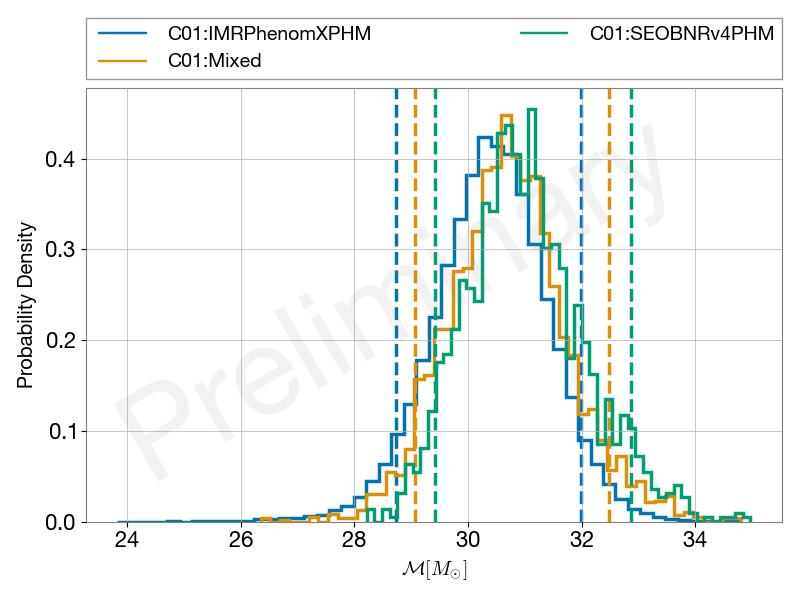 C01:IMRPhenomXPHM
C01:SEOBNRv4PHM
C01:Mixed
Preliminary
Probability Density
0.4
0.3
0.2
0.1
0.0
24 26 28 30 32 34
ℳ[M⊙]